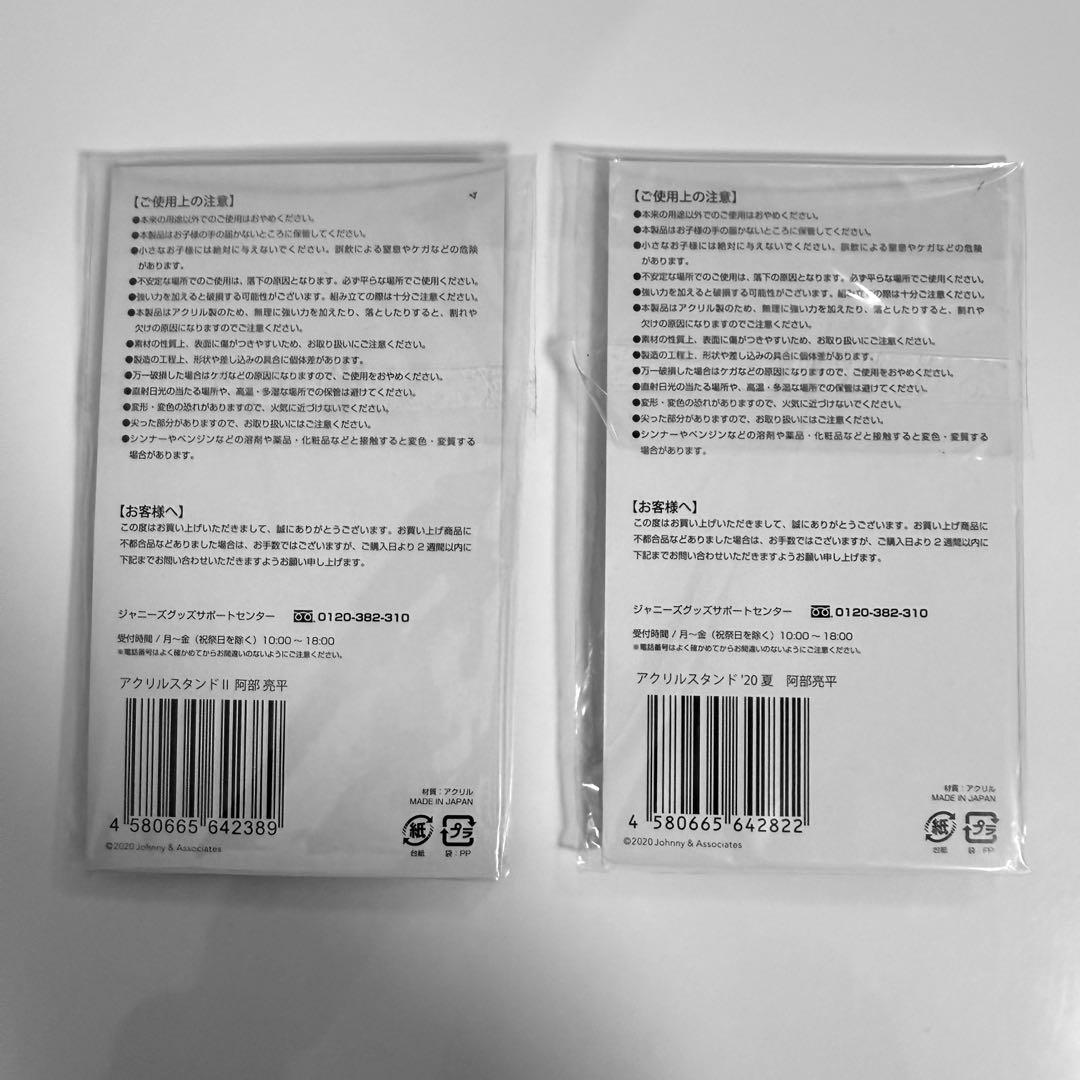 【ご使用上の注意】
●本来の用途以外でのご使用はおやめください。
●本製品はお子様の手の届かないところに保管してください。
●小さなお子様には絶対に与えないでください。誤飲による窒息やケガなどの危険
があります。
●不安定な場所でのご使用は、落下の原因となります。必ず平らな場所でご使用ください。
●強い力を加えると破損する可能性がございます。組み立ての際は十分ご注意ください。
●本製品はアクリル製のため、無理に強い力を加えたり、落としたりすると、割れや
欠けの原因になりますのでご注意ください。
●素材の性質上、表面に傷がつきやすいため、お取り扱いにご注意ください。
●製造の工程上、形状や差し込みの具合に個体差があります。
●万一破損した場合はケガなどの原因になりますので、ご使用をおやめください。
●直射日光の当たる場所や、高温・多湿な場所での保管は避けてください。
●変形・変色の恐れがありますので、火気に近づけないでください。
●尖った部分がありますので、お取り扱いにはご注意ください。
●シンナーやベンジンなどの溶剤や薬品・化粧品などと接触すると変色・変質する
場合があります。
【お客様へ】
この度はお買い上げいただきまして、誠にありがとうございます。お買い上げ商品に
不都合品などありました場合は、お手数ではございますが、ご購入日より2週間以内に
下記までお問い合わせいただきますようお願い申し上げます。
ジャニーズグッズサポートセンター 0120-382-310
受付時間 / 月〜金（祝祭日を除く）10:00〜18:00
※電話番号はよく確かめてからお間違いのないようにご注意ください。
アクリルスタンドII 阿部 亮平
材質：アクリル
MADE IN JAPAN
4 580665 642389
紙 プラ
台紙 袋：PP
©2020 Johnny & Associates
【ご使用上の注意】
●本来の用途以外でのご使用はおやめください。
●本製品はお子様の手の届かないところに保管してください。
●小さなお子様には絶対に与えないでください。誤飲による窒息やケガなどの危険
があります。
●不安定な場所でのご使用は、落下の原因となります。必ず平らな場所でご使用ください。
●強い力を加えると破損する可能性がございます。組み立ての際は十分ご注意ください。
●本製品はアクリル製のため、無理に強い力を加えたり、落としたりすると、割れや
欠けの原因になりますのでご注意ください。
●素材の性質上、表面に傷がつきやすいため、お取り扱いにご注意ください。
●製造の工程上、形状や差し込みの具合に個体差があります。
●万一破損した場合はケガなどの原因になりますので、ご使用をおやめください。
●直射日光の当たる場所や、高温・多湿な場所での保管は避けてください。
●変形・変色の恐れがありますので、火気に近づけないでください。
●尖った部分がありますので、お取り扱いにはご注意ください。
●シンナーやベンジンなどの溶剤や薬品・化粧品などと接触すると変色・変質する
場合があります。
【お客様へ】
この度はお買い上げいただきまして、誠にありがとうございます。お買い上げ商品に
不都合品などありました場合は、お手数ではございますが、ご購入日より2週間以内に
下記までお問い合わせいただきますようお願い申し上げます。
ジャニーズグッズサポートセンター 0120-382-310
受付時間 / 月〜金（祝祭日を除く）10:00〜18:00
※電話番号はよく確かめてからお間違いのないようにご注意ください。
アクリルスタンド '20 夏 阿部亮平
材質：アクリル
MADE IN JAPAN
4 580665 642822
紙 プラ
台紙 袋：PP
©2020 Johnny & Associates